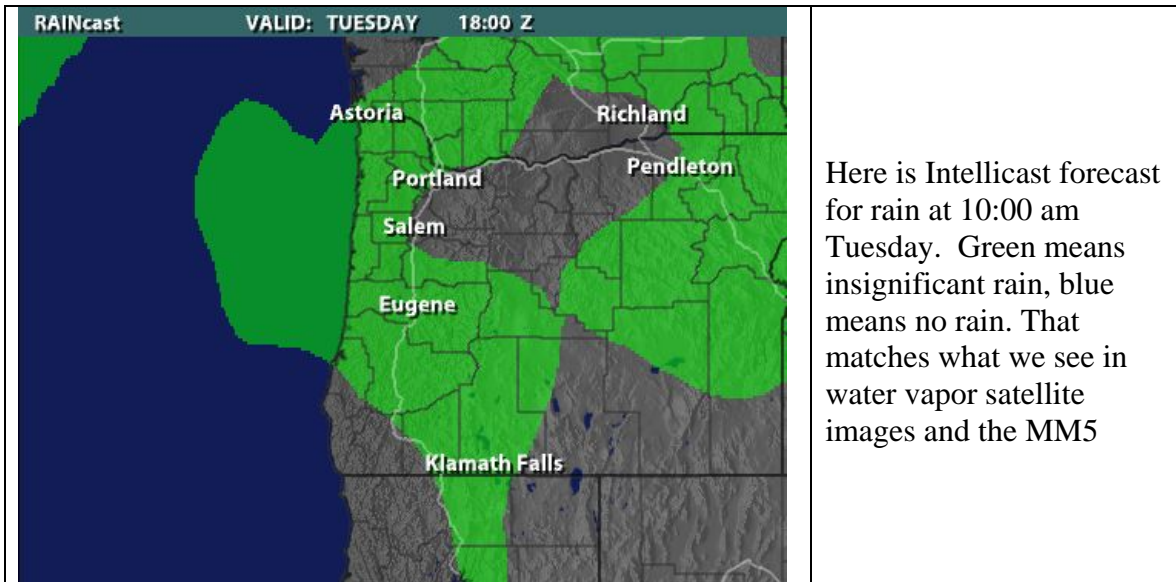 RAINcast VALID: TUESDAY 18:00 Z
Astoria
Richland
Portland
Pendleton
Salem
Eugene
Klamath Falls
Here is Intellicast forecast
for rain at 10:00 am
Tuesday.  Green means
insignificant rain, blue
means no rain. That
matches what we see in
water vapor satellite
images and the MM5